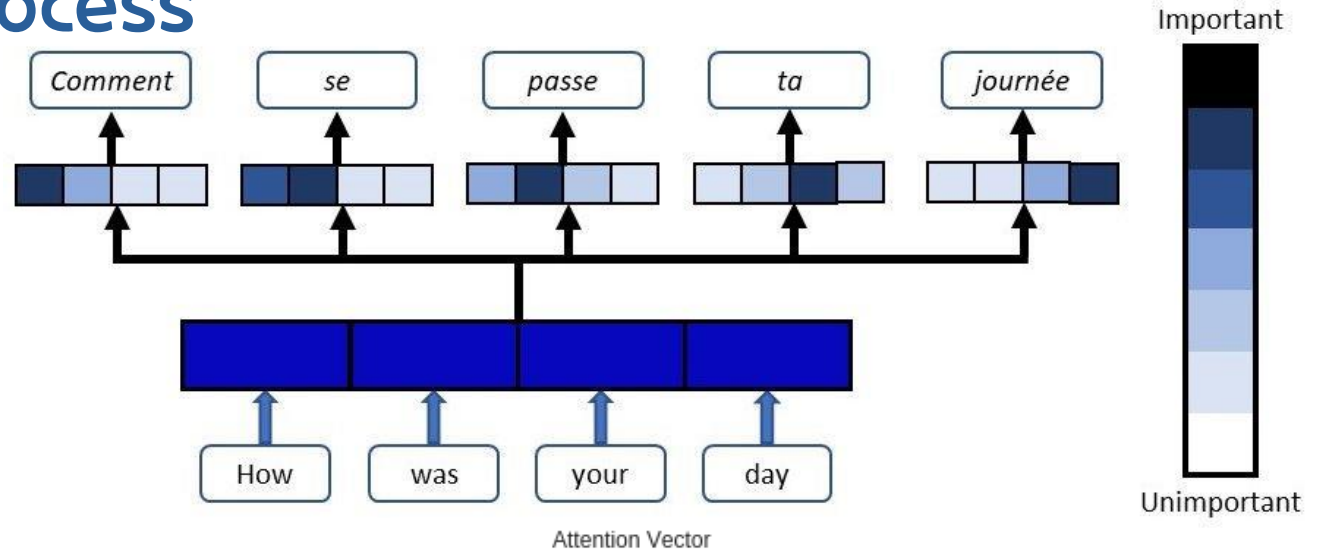 ocess
Important
Comment se passe ta journée
How was your day
Unimportant
Attention Vector